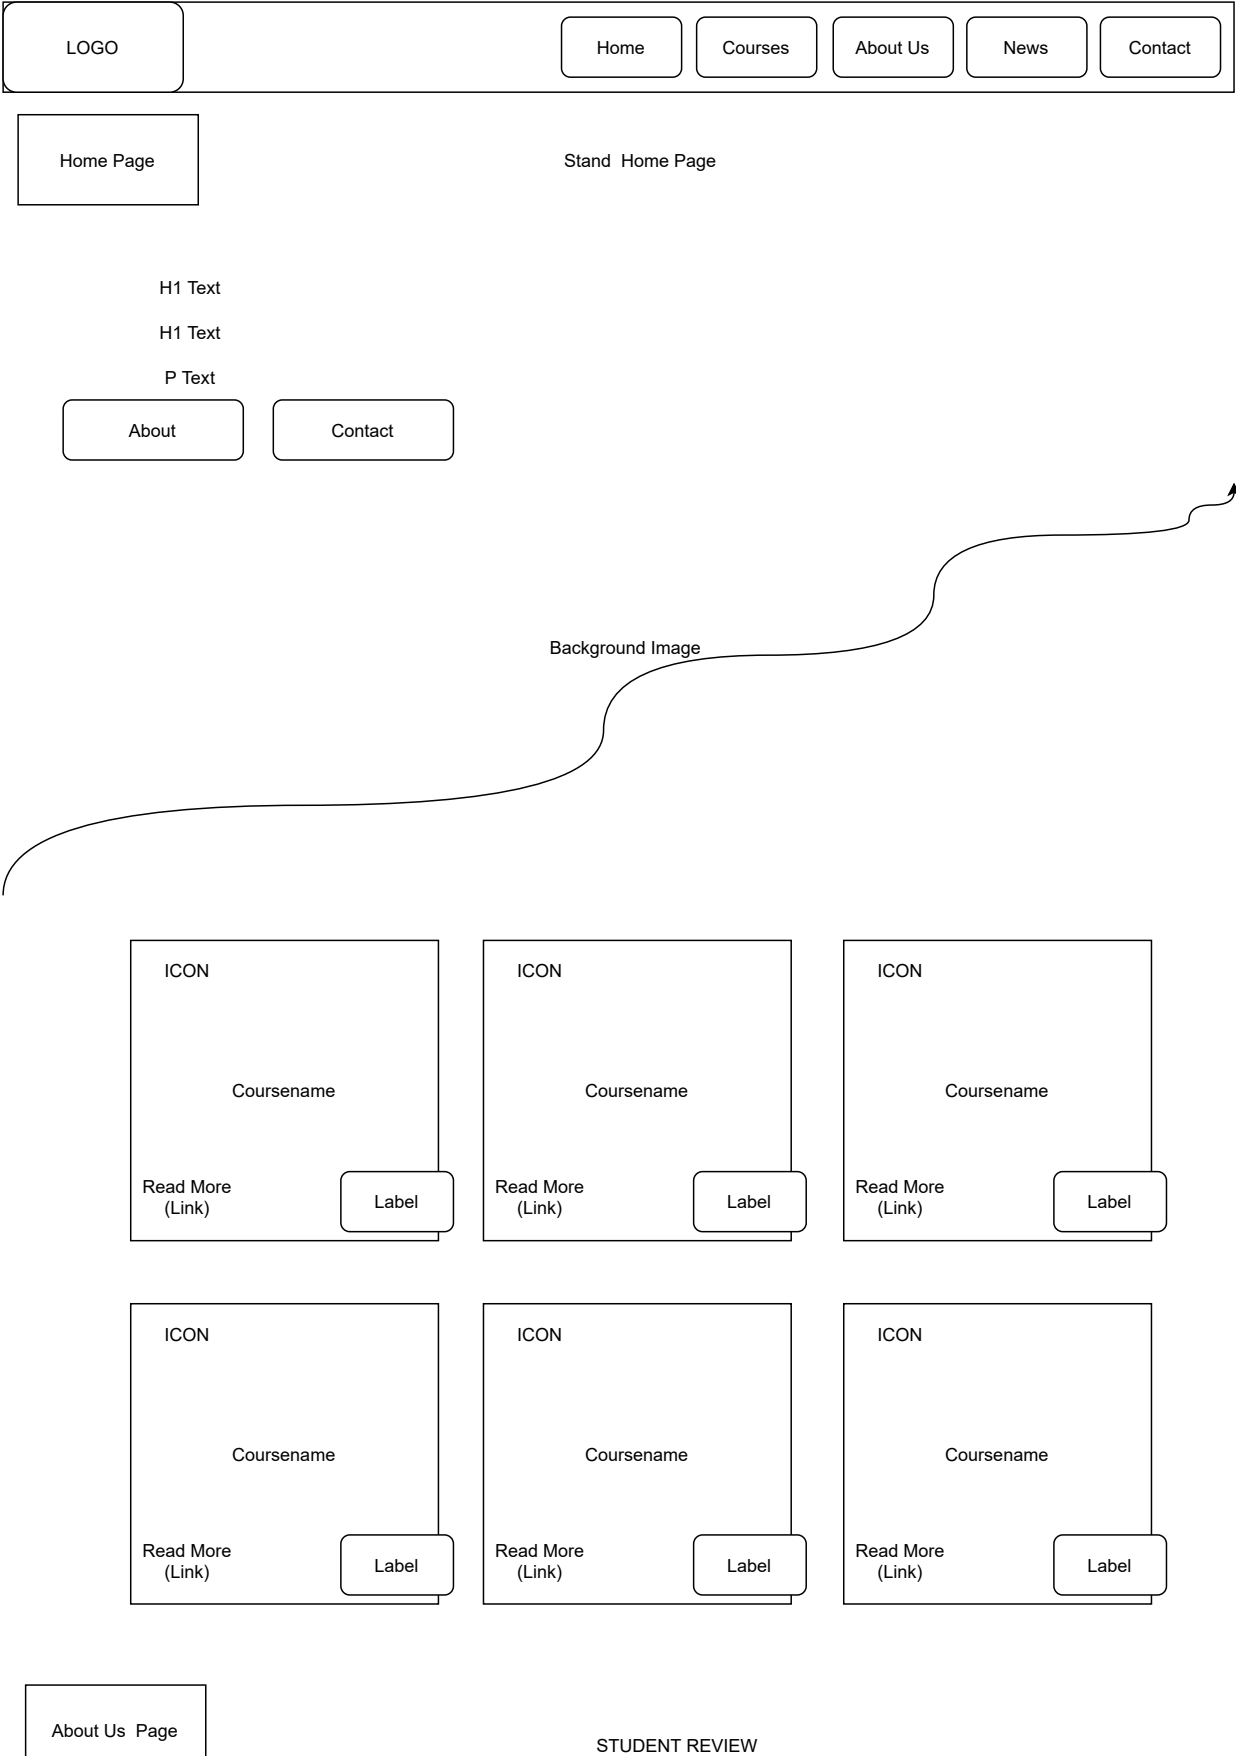 LOGO
Home
Courses
About Us
News
Contact
Home Page
Stand  Home Page
H1 Text
H1 Text
P Text
About
Contact
Background Image
ICON
ICON
ICON
Coursename
Coursename
Coursename
Read More
(Link)
Label
Read More
(Link)
Label
Read More
(Link)
Label
ICON
ICON
ICON
Coursename
Coursename
Coursename
Read More
(Link)
Label
Read More
(Link)
Label
Read More
(Link)
Label
About Us  Page
STUDENT REVIEW